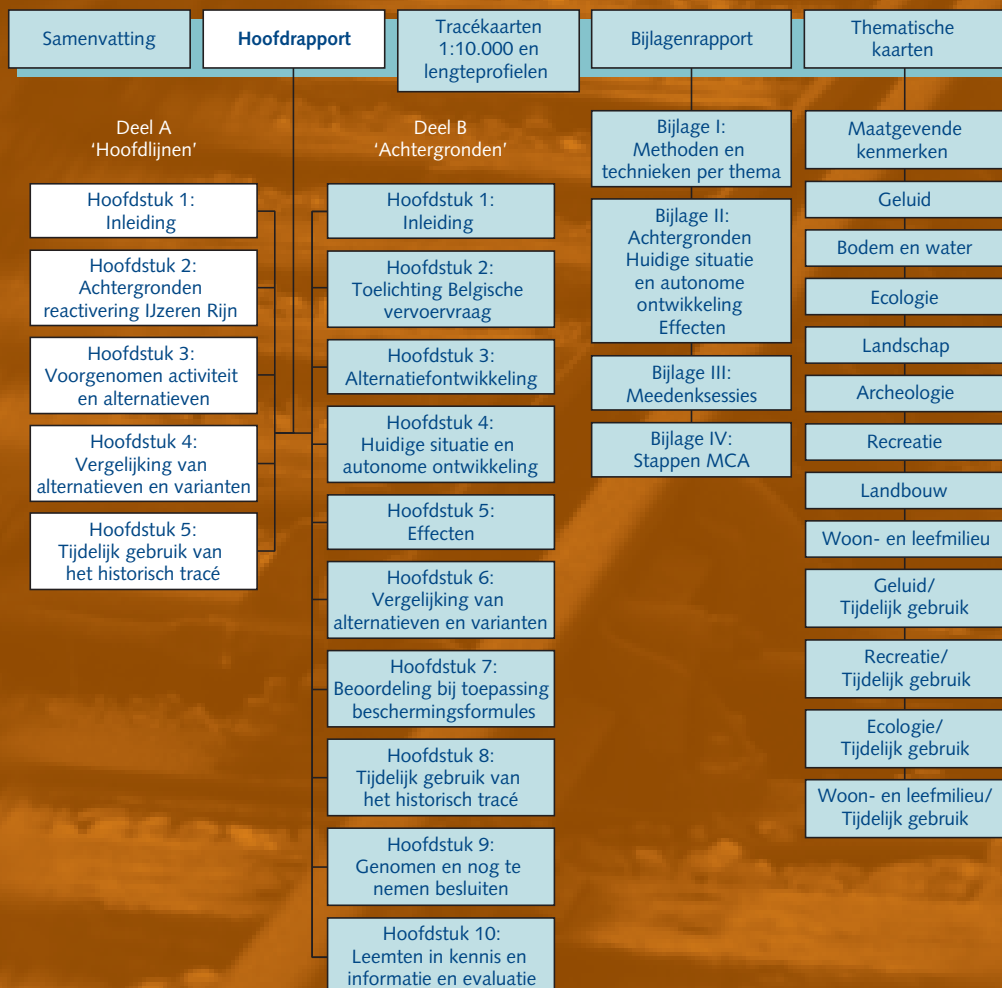 Samenvatting
Hoofdrapport
Tracékaarten
1:10.000 en
lengteprofielen
Bijlagenrapport
Thematische
kaarten
Deel A
'Hoofdlijnen'
Hoofdstuk 1:
Inleiding
Hoofdstuk 2:
Achtergronden
reactivering IJzeren Rijn
Hoofdstuk 3:
Voorgenomen activiteit
en alternatieven
Hoofdstuk 4:
Vergelijking van
alternatieven en varianten
Hoofdstuk 5:
Tijdelijk gebruik van
het historisch tracé
Deel B
'Achtergronden'
Hoofdstuk 1:
Inleiding
Hoofdstuk 2:
Toelichting Belgische
vervoervraag
Hoofdstuk 3:
Alternatiefontwikkeling
Hoofdstuk 4:
Huidige situatie en
autonome ontwikkeling
Hoofdstuk 5:
Effecten
Hoofdstuk 6:
Vergelijking van
alternatieven en varianten
Hoofdstuk 7:
Beoordeling bij toepassing
beschermingsformules
Hoofdstuk 8:
Tijdelijk gebruik van
het historisch tracé
Hoofdstuk 9:
Genomen en nog te
nemen besluiten
Hoofdstuk 10:
Leemten in kennis en
informatie en evaluatie
Bijlage I:
Methoden en
technieken per thema
Bijlage II:
Achtergronden
Huidige situatie
en autonome
ontwikkeling
Effecten
Bijlage III:
Meedenksessies
Bijlage IV:
Stappen MCA
Maatgevende
kenmerken
Geluid
Bodem en water
Ecologie
Landschap
Archeologie
Recreatie
Landbouw
Woon- en leefmilieu
Geluid/
Tijdelijk gebruik
Recreatie/
Tijdelijk gebruik
Ecologie/
Tijdelijk gebruik
Woon- en leefmilieu/
Tijdelijk gebruik